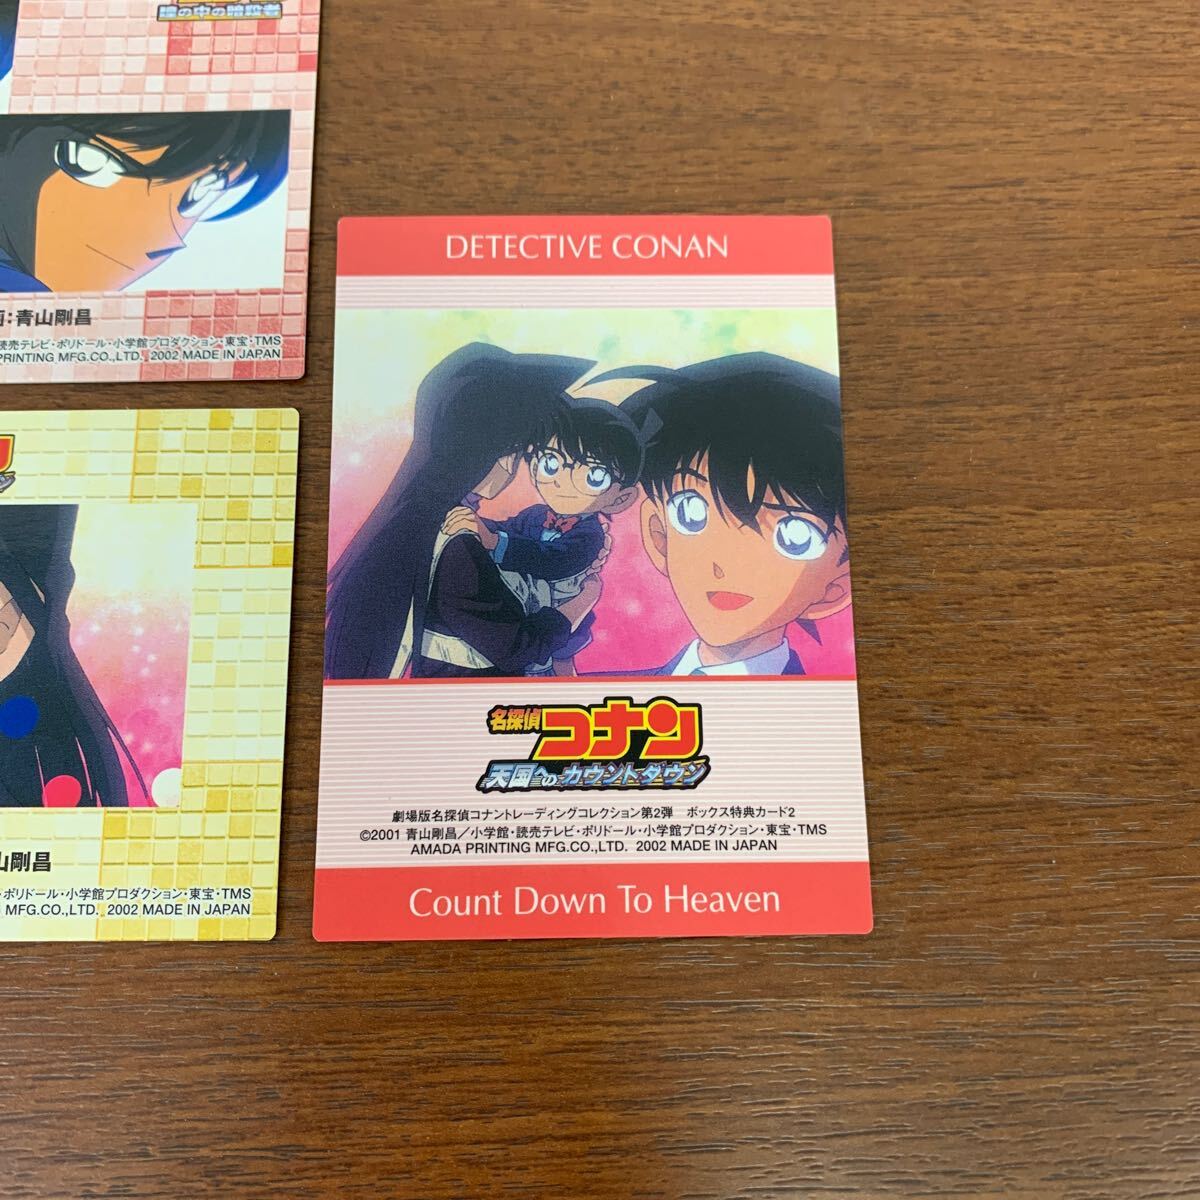 瞳の中の暗殺者
画:青山剛昌
読売テレビ・ポリドール・小学館プロダクション・東宝・TMS
PRINTING MFG.CO.,LTD. 2002 MADE IN JAPAN
山剛昌
・ポリドール・小学館プロダクション・東宝・TMS
MFG.CO.,LTD. 2002 MADE IN JAPAN
DETECTIVE CONAN
名探偵
コナン
天国へのカウントダウン
劇場版名探偵コナントレーディングコレクション第2弾 ボックス特典カード2
©2001 青山剛昌/小学館・読売テレビ・ポリドール・小学館プロダクション・東宝・TMS
AMADA PRINTING MFG.CO.,LTD. 2002 MADE IN JAPAN
Count Down To Heaven